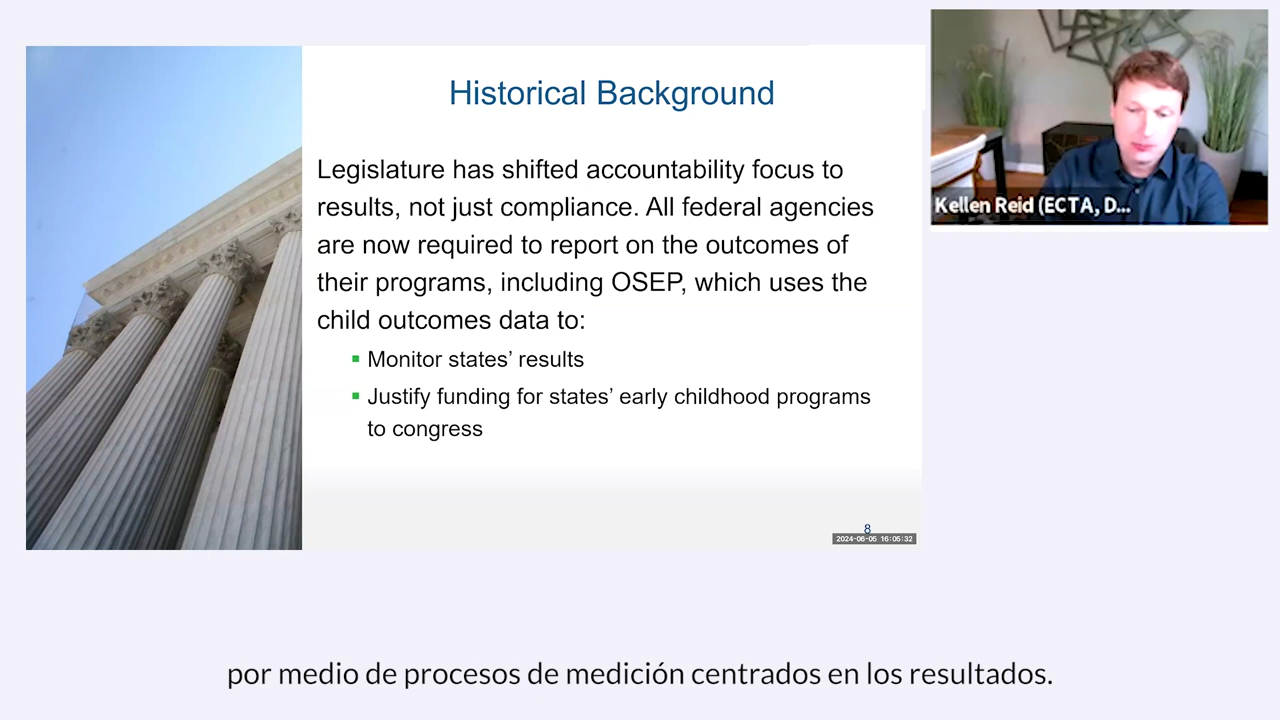 Historical Background
Legislature has shifted accountability focus to
results, not just compliance. All federal agencies
are now required to report on the outcomes of
their programs, including OSEP, which uses the
child outcomes data to:
▪ Monitor states’ results
▪ Justify funding for states’ early childhood programs
to congress
8
2024-06-05 16:05:32
Kellen Reid (ECTA, D...
por medio de procesos de medición centrados en los resultados.